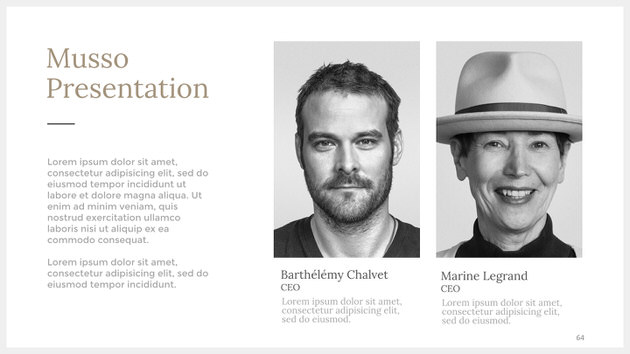 Musso
Presentation
Lorem ipsum dolor sit amet,
consectetur adipisicing elit, sed do
eiusmod tempor incididunt ut
labore et dolore magna aliqua. Ut
enim ad minim veniam, quis
nostrud exercitation ullamco
laboris nisi ut aliquip ex ea
commodo consequat.
Lorem ipsum dolor sit amet,
consectetur adipisicing elit, sed do
eiusmod tempor incididunt.
Barthélémy Chalvet
CEO
Lorem ipsum dolor sit amet,
consectetur adipisicing elit,
sed do eiusmod.
Marine Legrand
CEO
Lorem ipsum dolor sit amet,
consectetur adipisicing elit,
sed do eiusmod.
64